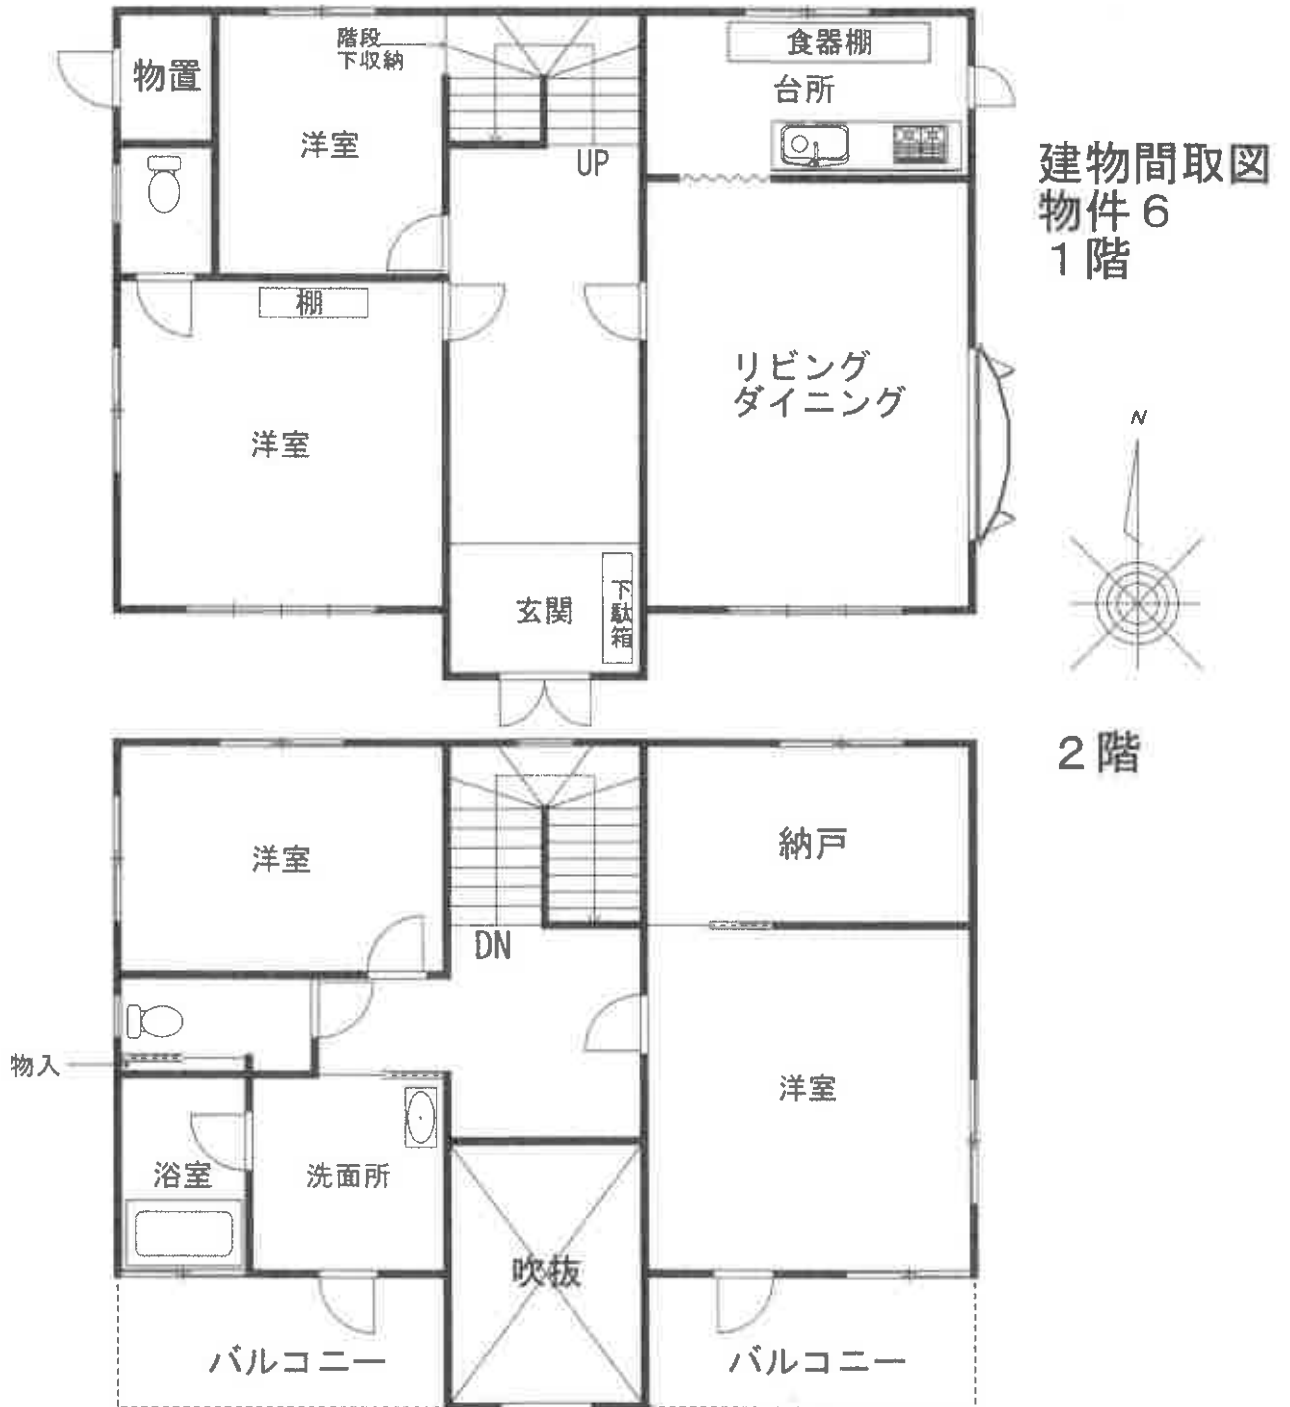 階段
下収納
食器棚
物置
台所
洋室
UP
建物間取図
物件6
1階
棚
リビング
ダイニング
洋室
N
玄関
下駄箱
2階
洋室
納戸
DN
物入
洋室
浴室
洗面所
吹抜
バルコニー
バルコニー